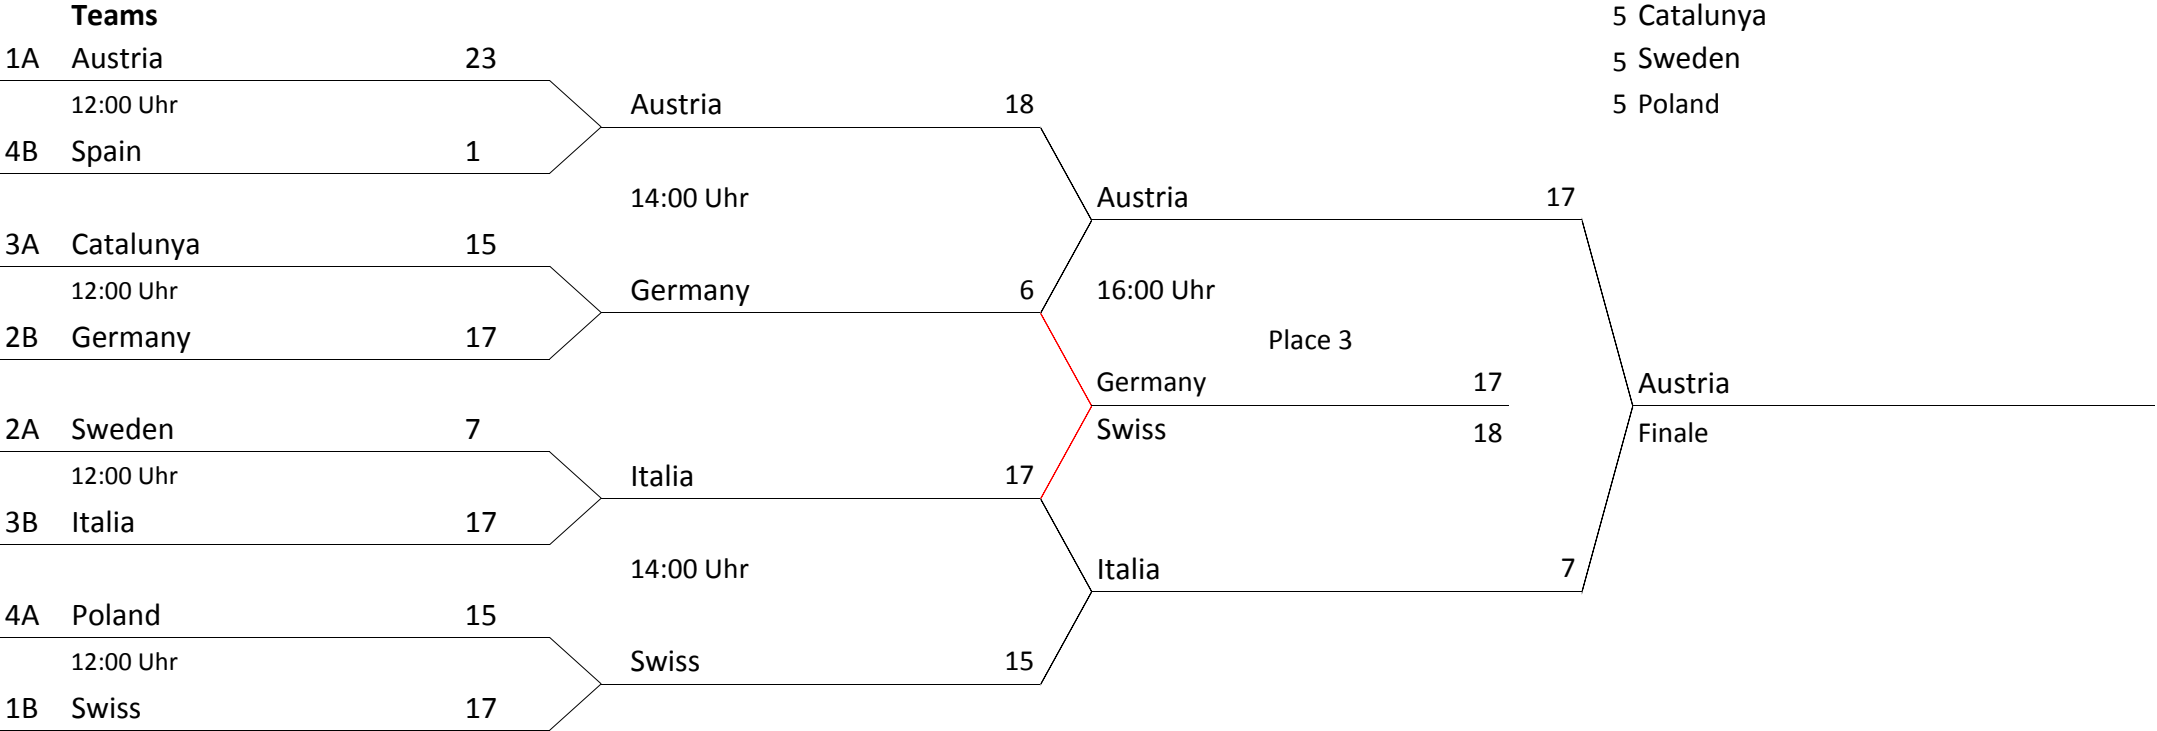 Teams
5 Catalunya
1A Austria 23
5 Sweden
12:00 Uhr
Austria 18
5 Poland
4B Spain 1
14:00 Uhr
Austria 17
3A Catalunya 15
12:00 Uhr
Germany 6
16:00 Uhr
2B Germany 17
Place 3
Germany 17
Austria
2A Sweden 7
Swiss 18
Finale
12:00 Uhr
Italia 17
3B Italia 17
14:00 Uhr
Italia 7
4A Poland 15
12:00 Uhr
Swiss 15
1B Swiss 17